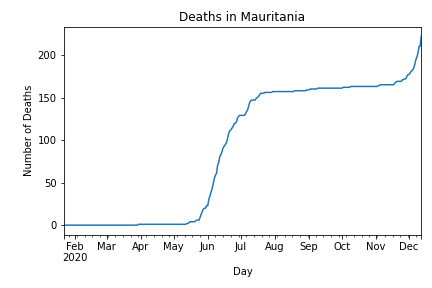 Deaths in Mauritania
Number of Deaths
200
150
100
50
0
Feb Mar Apr May Jun Jul Aug Sep Oct Nov Dec
2020
Day